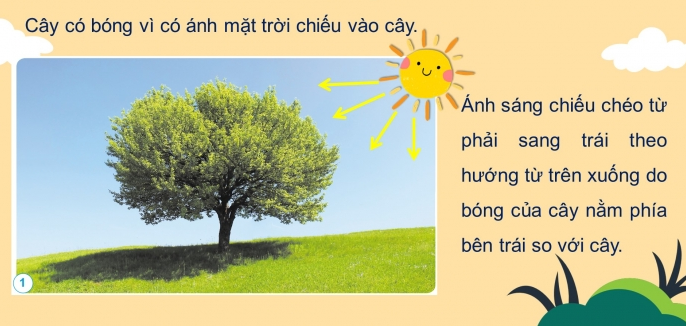 Cây có bóng vì có ánh mặt trời chiếu vào cây.
Ánh sáng chiếu chéo từ
phải sang trái theo
hướng từ trên xuống do
bóng của cây nằm phía
bên trái so với cây.
1